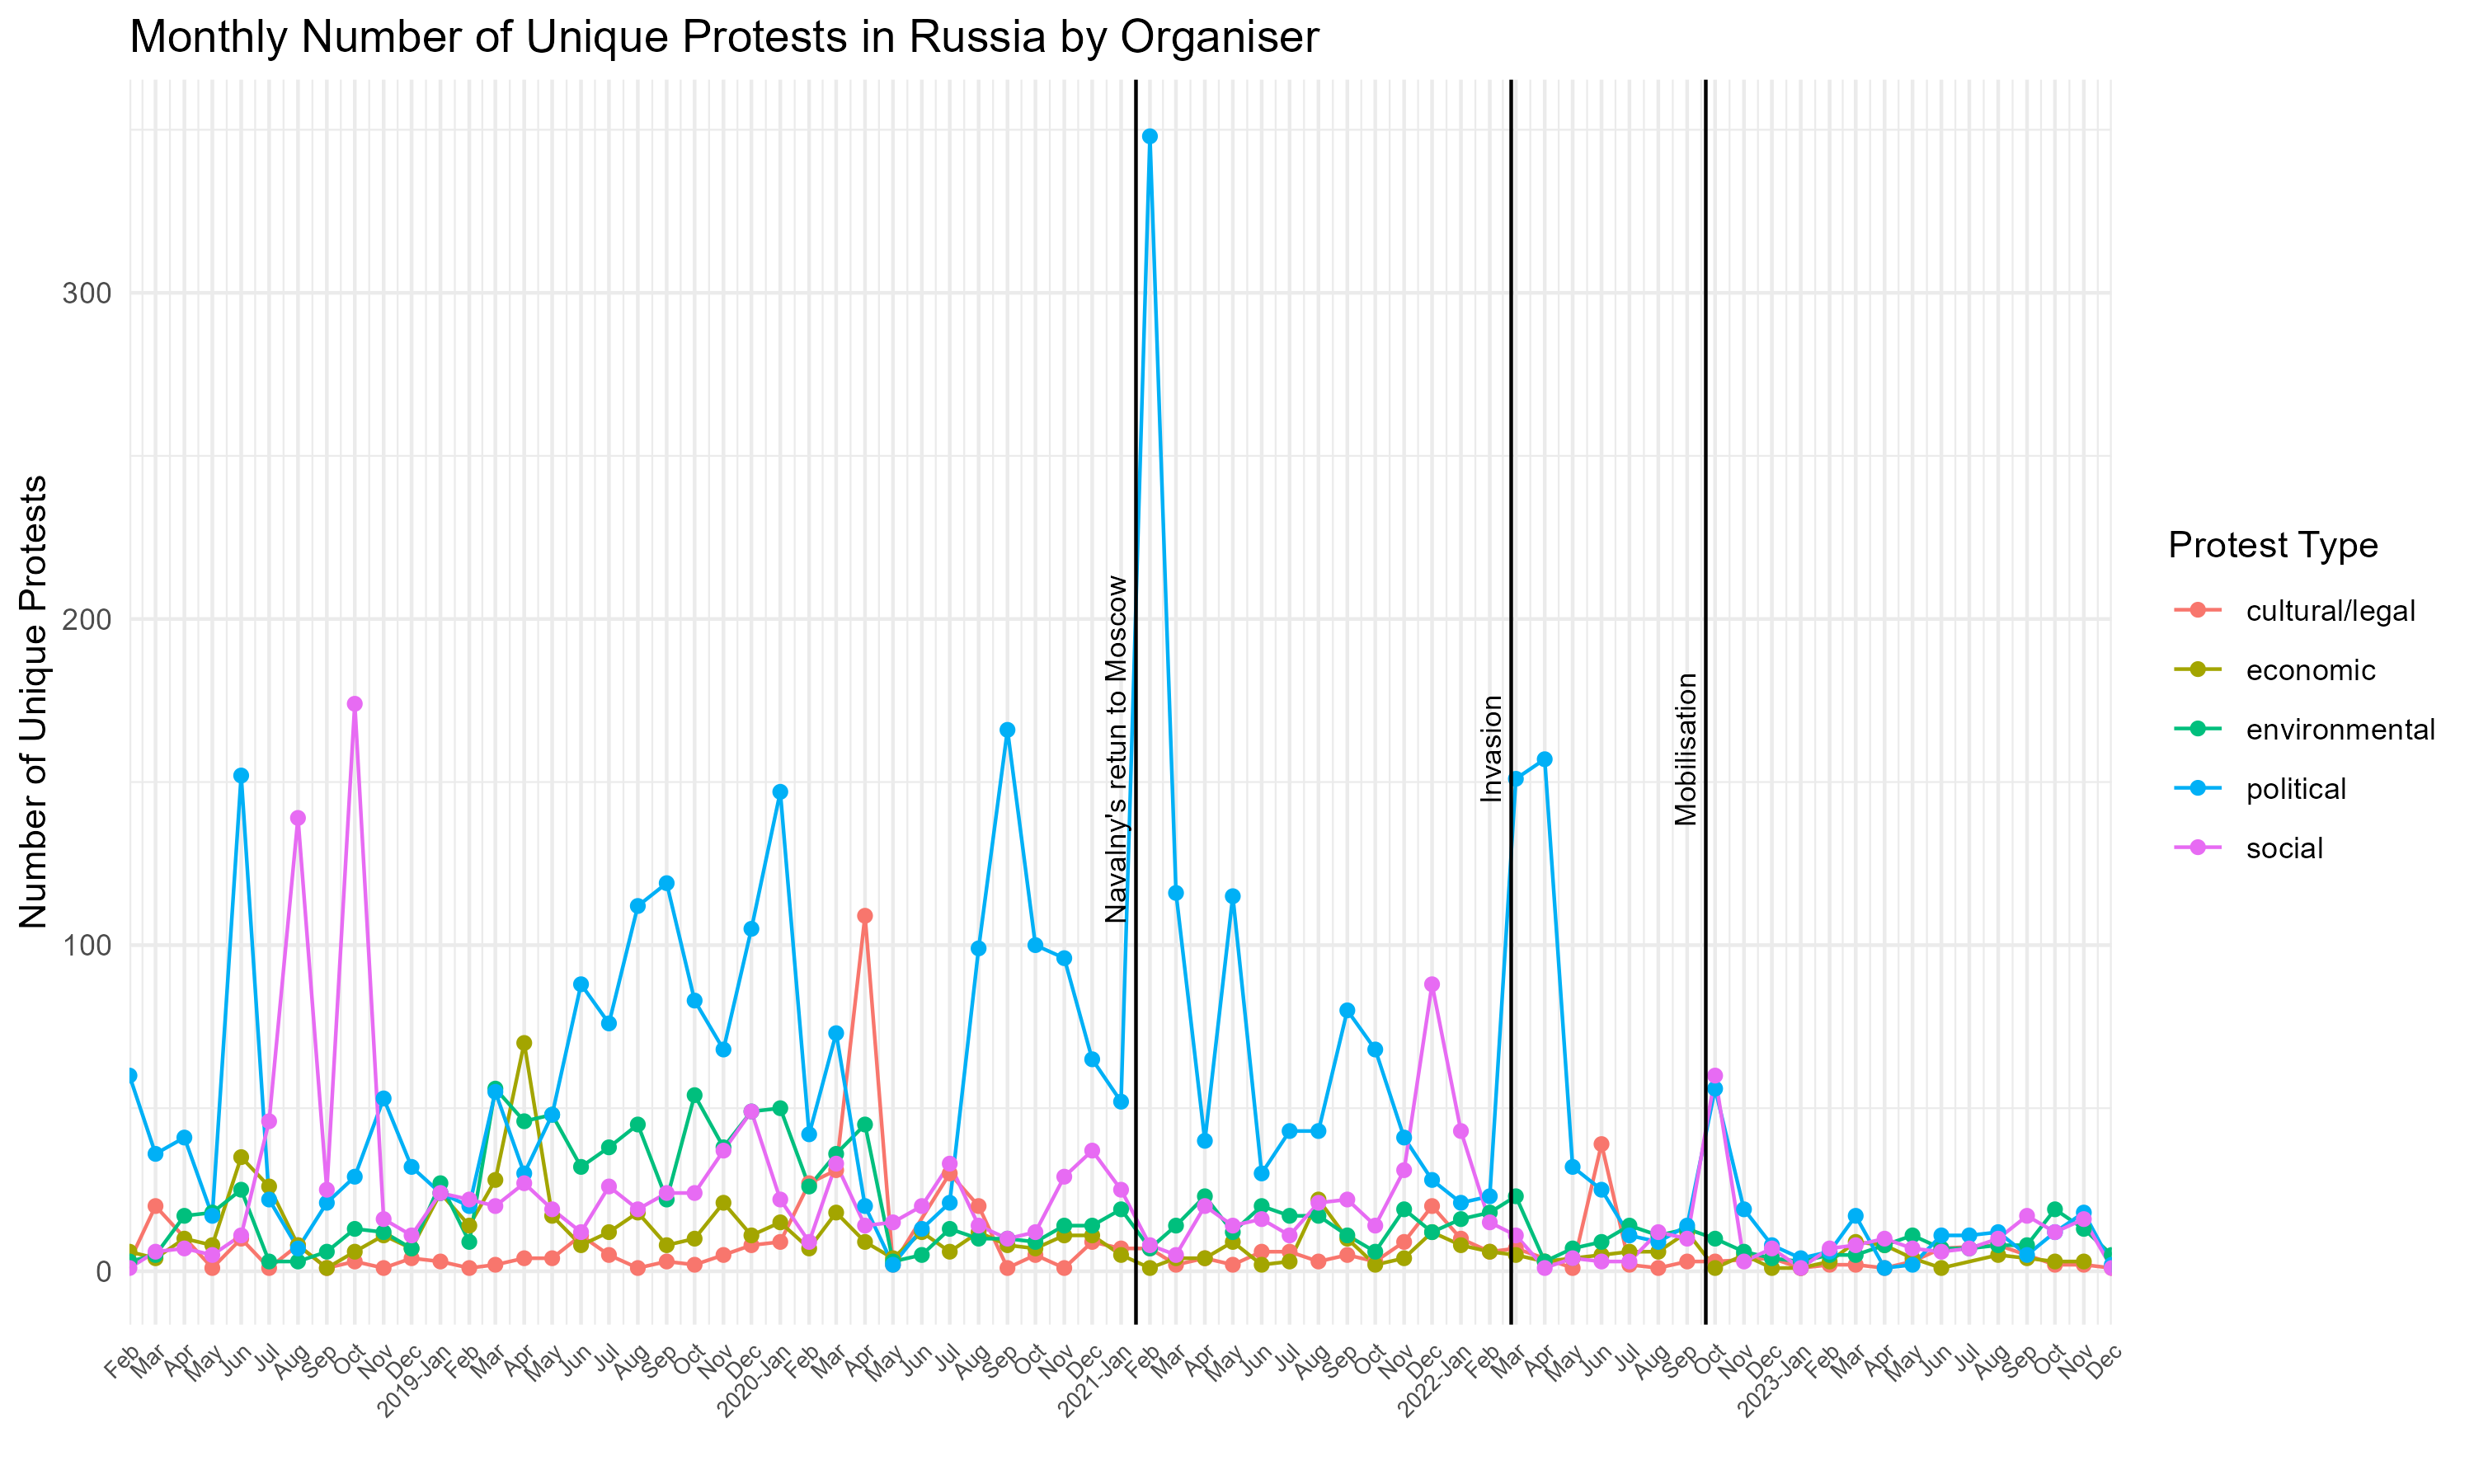 Monthly Number of Unique Protests in Russia by Organiser
Number of Unique Protests
300
200
100
0
Navalny's retun to Moscow
Invasion
Mobilisation
Protest Type
cultural/legal
economic
environmental
political
social
Feb
Mar
Apr
May
Jun
Jul
Aug
Sep
Oct
Nov
Dec
2019-Jan
Feb
Mar
Apr
May
Jun
Jul
Aug
Sep
Oct
Nov
Dec
2020-Jan
Feb
Mar
Apr
May
Jun
Jul
Aug
Sep
Oct
Nov
Dec
2021-Jan
Feb
Mar
Apr
May
Jun
Jul
Aug
Sep
Oct
Nov
Dec
2022-Jan
Feb
Mar
Apr
May
Jun
Jul
Aug
Sep
Oct
Nov
Dec
2023-Jan
Feb
Mar
Apr
May
Jun
Jul
Aug
Sep
Oct
Nov
Dec